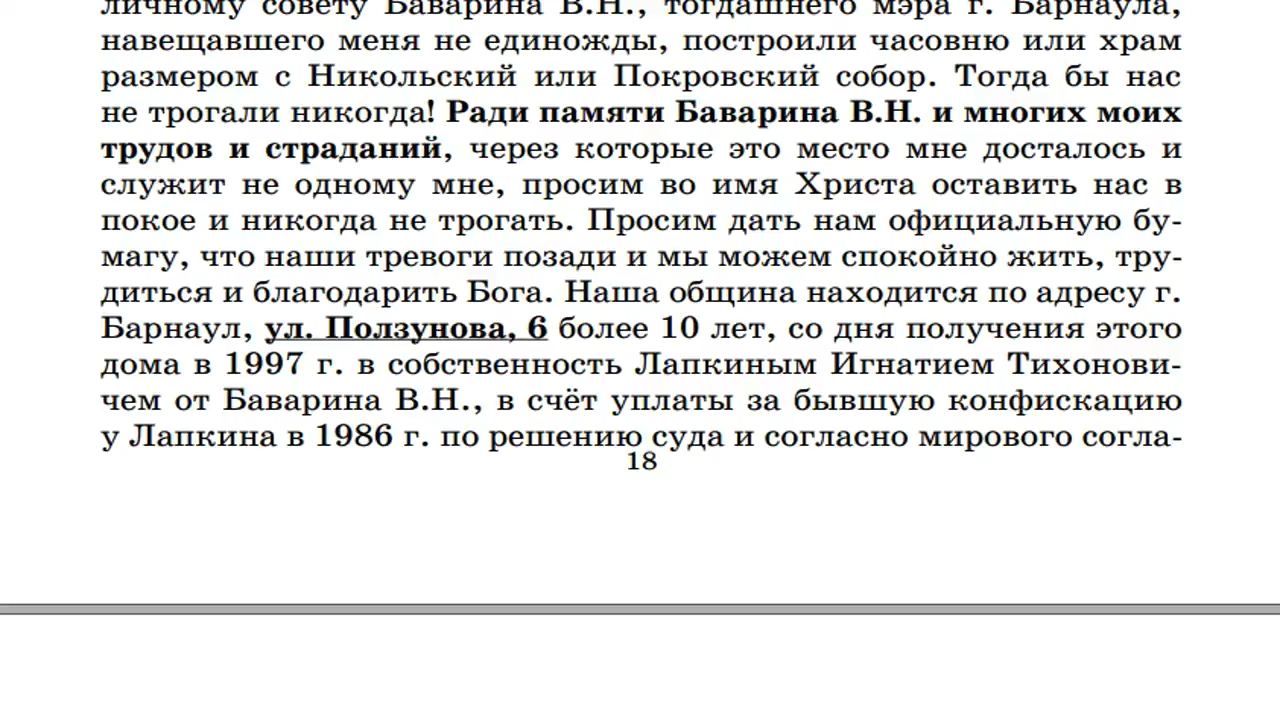 личному совету Баварина В.Н., тогдашнего мэра г. Барнаула,
навещавшего меня не единожды, построили часовню или храм
размером с Никольский или Покровский собор. Тогда бы нас
не трогали никогда! Ради памяти Баварина В.Н. и многих моих
трудов и страданий, через которые это место мне досталось и
служит не одному мне, просим во имя Христа оставить нас в
покое и никогда не трогать. Просим дать нам официальную бу-
магу, что наши тревоги позади и мы можем спокойно жить, тру-
диться и благодарить Бога. Наша община находится по адресу г.
Барнаул, ул. Ползунова, 6 более 10 лет, со дня получения этого
дома в 1997 г. в собственность Лапкиным Игнатием Тихонови-
чем от Баварина В.Н., в счёт уплаты за бывшую конфискацию
у Лапкина в 1986 г. по решению суда и согласно мирового согла-
18